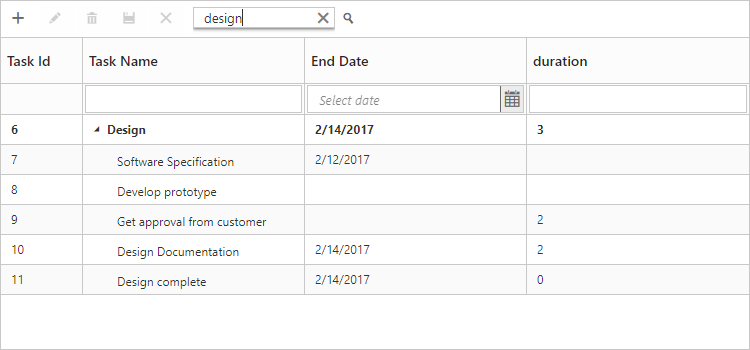 design
Task Id Task Name End Date duration
Select date
6 Design 2/14/2017 3
7 Software Specification 2/12/2017
8 Develop prototype
9 Get approval from customer 2
10 Design Documentation 2/14/2017 2
11 Design complete 2/14/2017 0